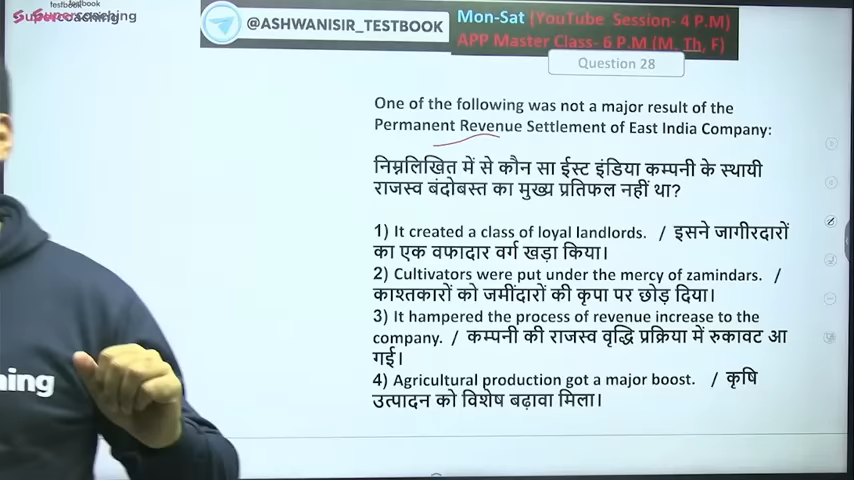 testbook
Supercoaching
@ASHWANISIR_TESTBOOK
Mon-Sat (YouTube Session- 4 P.M)
APP Master Class- 6 P.M (M, Th, F)
Question 28
One of the following was not a major result of the
Permanent Revenue Settlement of East India Company:
निम्नलिखित में से कौन सा ईस्ट इंडिया कम्पनी के स्थायी
राजस्व बंदोबस्त का मुख्य प्रतिफल नहीं था?
1) It created a class of loyal landlords. / इसने जागीरदारों
का एक वफादार वर्ग खड़ा किया।
2) Cultivators were put under the mercy of zamindars. /
काश्तकारों को जमींदारों की कृपा पर छोड़ दिया।
3) It hampered the process of revenue increase to the
company. / कम्पनी की राजस्व वृद्धि प्रक्रिया में रुकावट आ
गई।
4) Agricultural production got a major boost. / कृषि
उत्पादन को विशेष बढ़ावा मिला।
hing